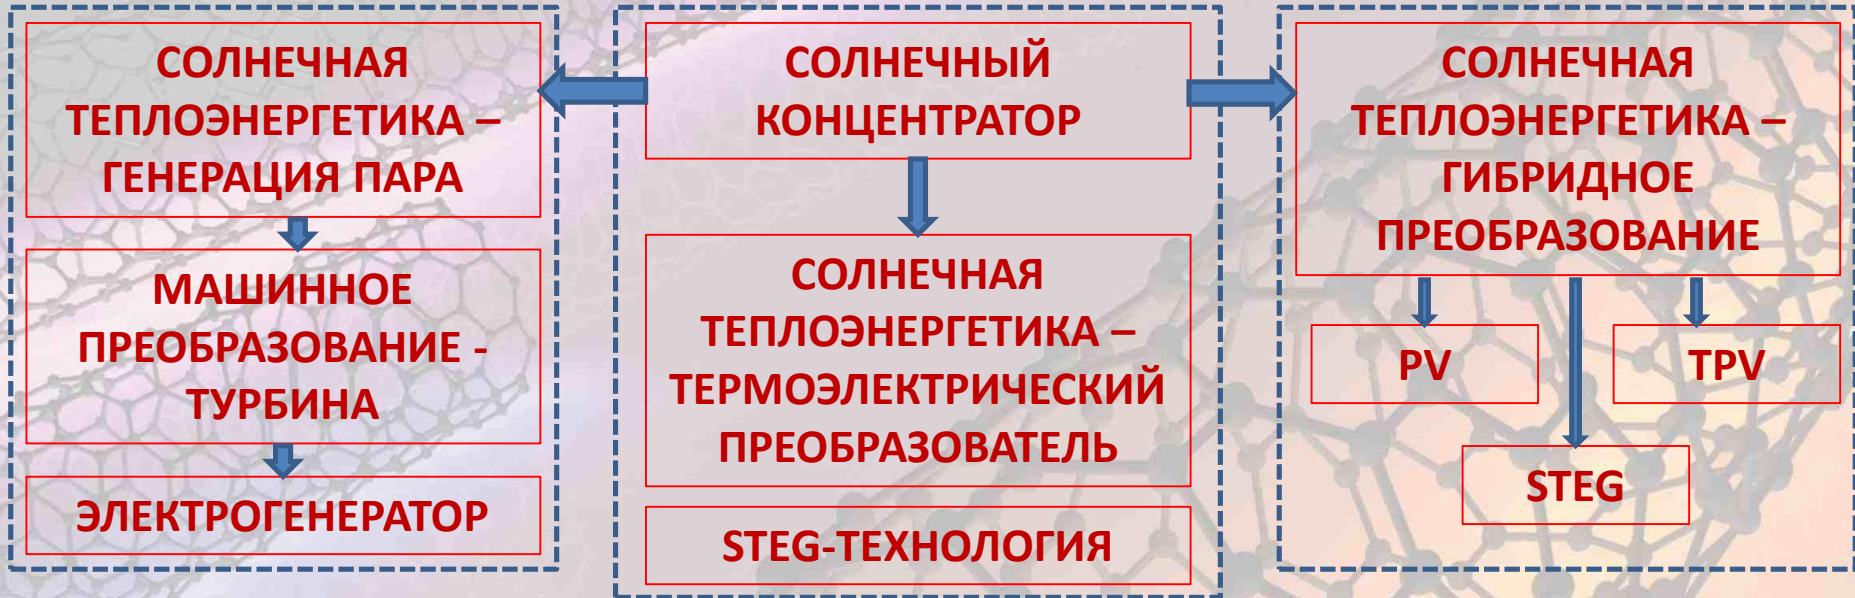 СОЛНЕЧНАЯ
ТЕПЛОЭНЕРГЕТИКА –
ГЕНЕРАЦИЯ ПАРА
МАШИННОЕ
ПРЕОБРАЗОВАНИЕ -
ТУРБИНА
ЭЛЕКТРОГЕНЕРАТОР
СОЛНЕЧНЫЙ
КОНЦЕНТРАТОР
СОЛНЕЧНАЯ
ТЕПЛОЭНЕРГЕТИКА –
ТЕРМОЭЛЕКТРИЧЕСКИЙ
ПРЕОБРАЗОВАТЕЛЬ
STEG-ТЕХНОЛОГИЯ
СОЛНЕЧНАЯ
ТЕПЛОЭНЕРГЕТИКА –
ГИБРИДНОЕ
ПРЕОБРАЗОВАНИЕ
PV
TPV
STEG